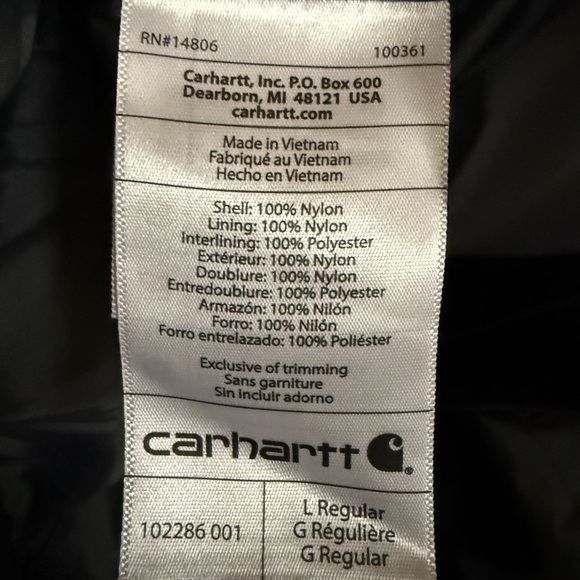 RN#14806 100361
Carhartt, Inc. P.O. Box 600
Dearborn, MI 48121 USA
carhartt.com
Made in Vietnam
Fabriqué au Vietnam
Hecho en Vietnam
Shell: 100% Nylon
Lining: 100% Nylon
Interlining: 100% Polyester
Extérieur: 100% Nylon
Doublure: 100% Nylon
Entredoublure: 100% Polyester
Armazón: 100% Nilón
Forro: 100% Nilón
Forro entrelazado: 100% Poliéster
Exclusive of trimming
Sans garniture
Sin incluir adorno
carhartt
102286 001
L Regular
G Régulière
G Regular